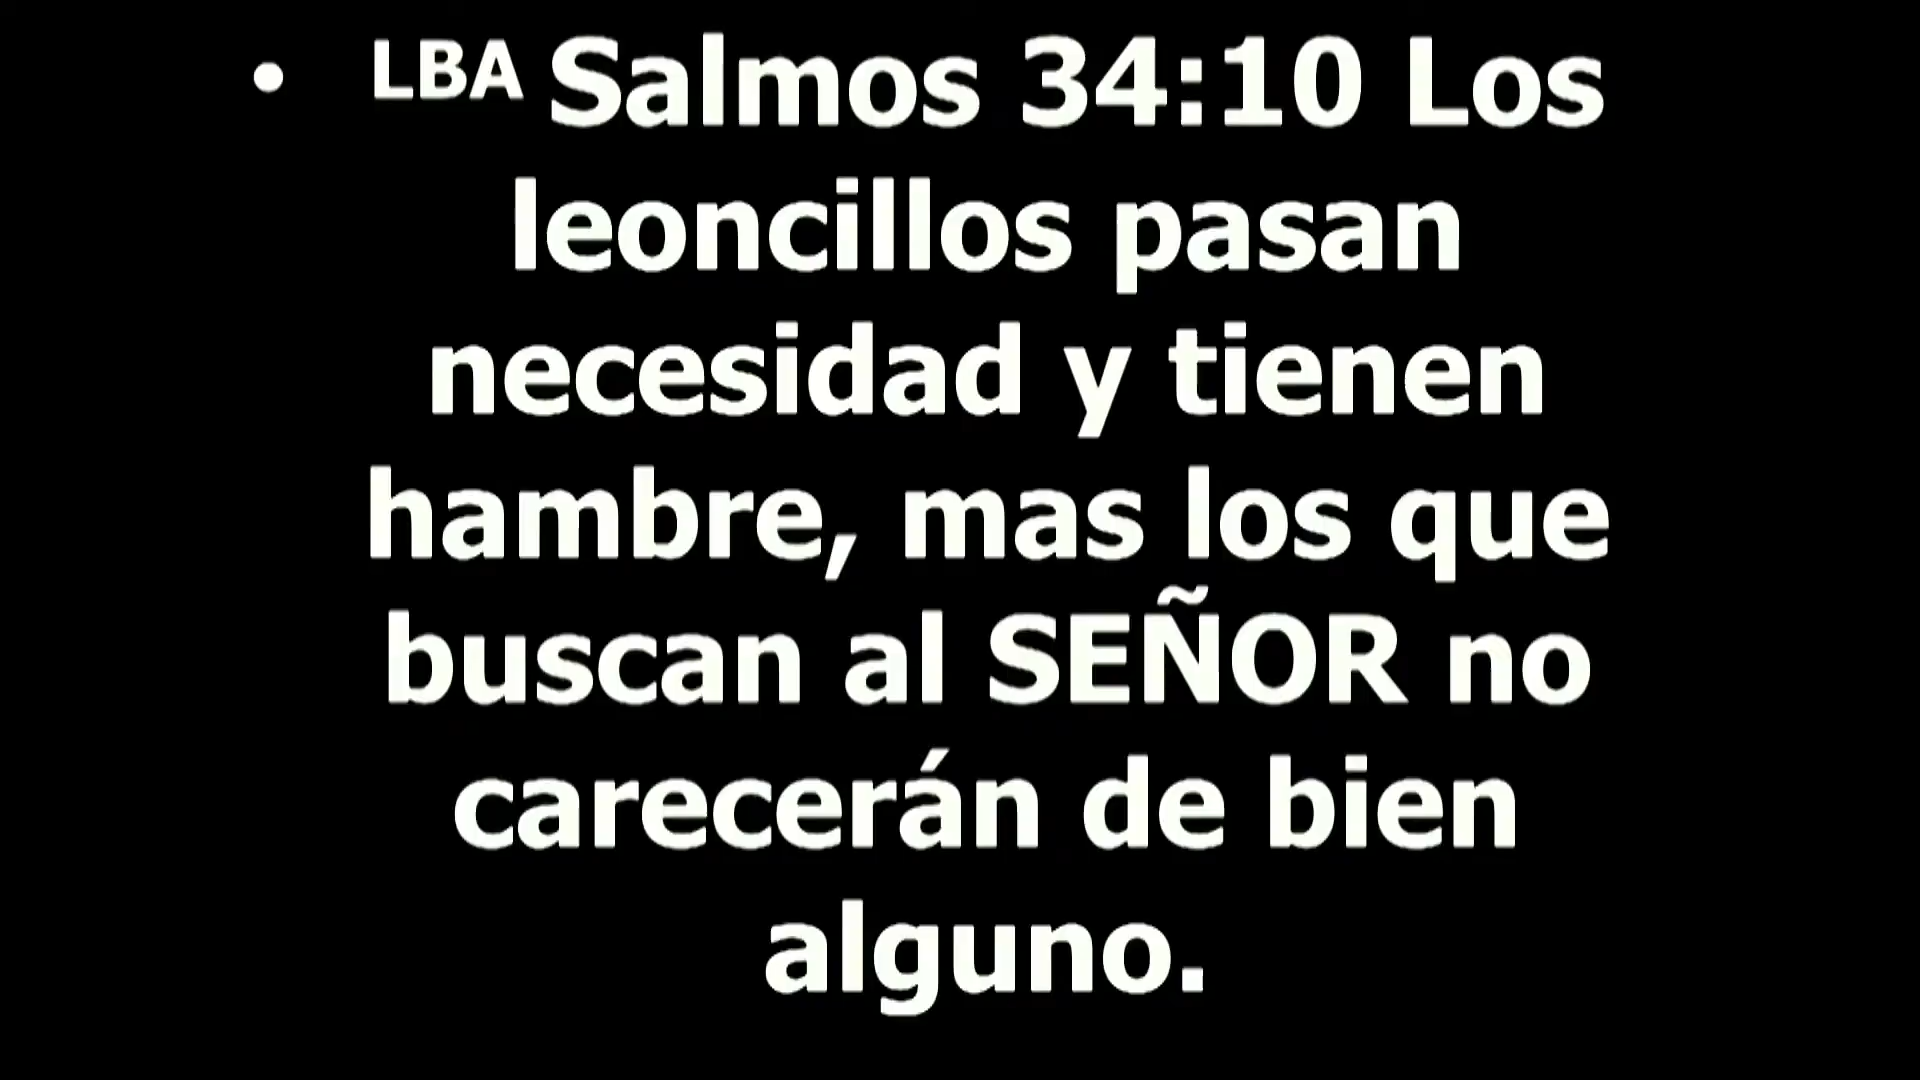 • LBA Salmos 34:10 Los
leoncillos pasan
necesidad y tienen
hambre, mas los que
buscan al SEÑOR no
carecerán de bien
alguno.